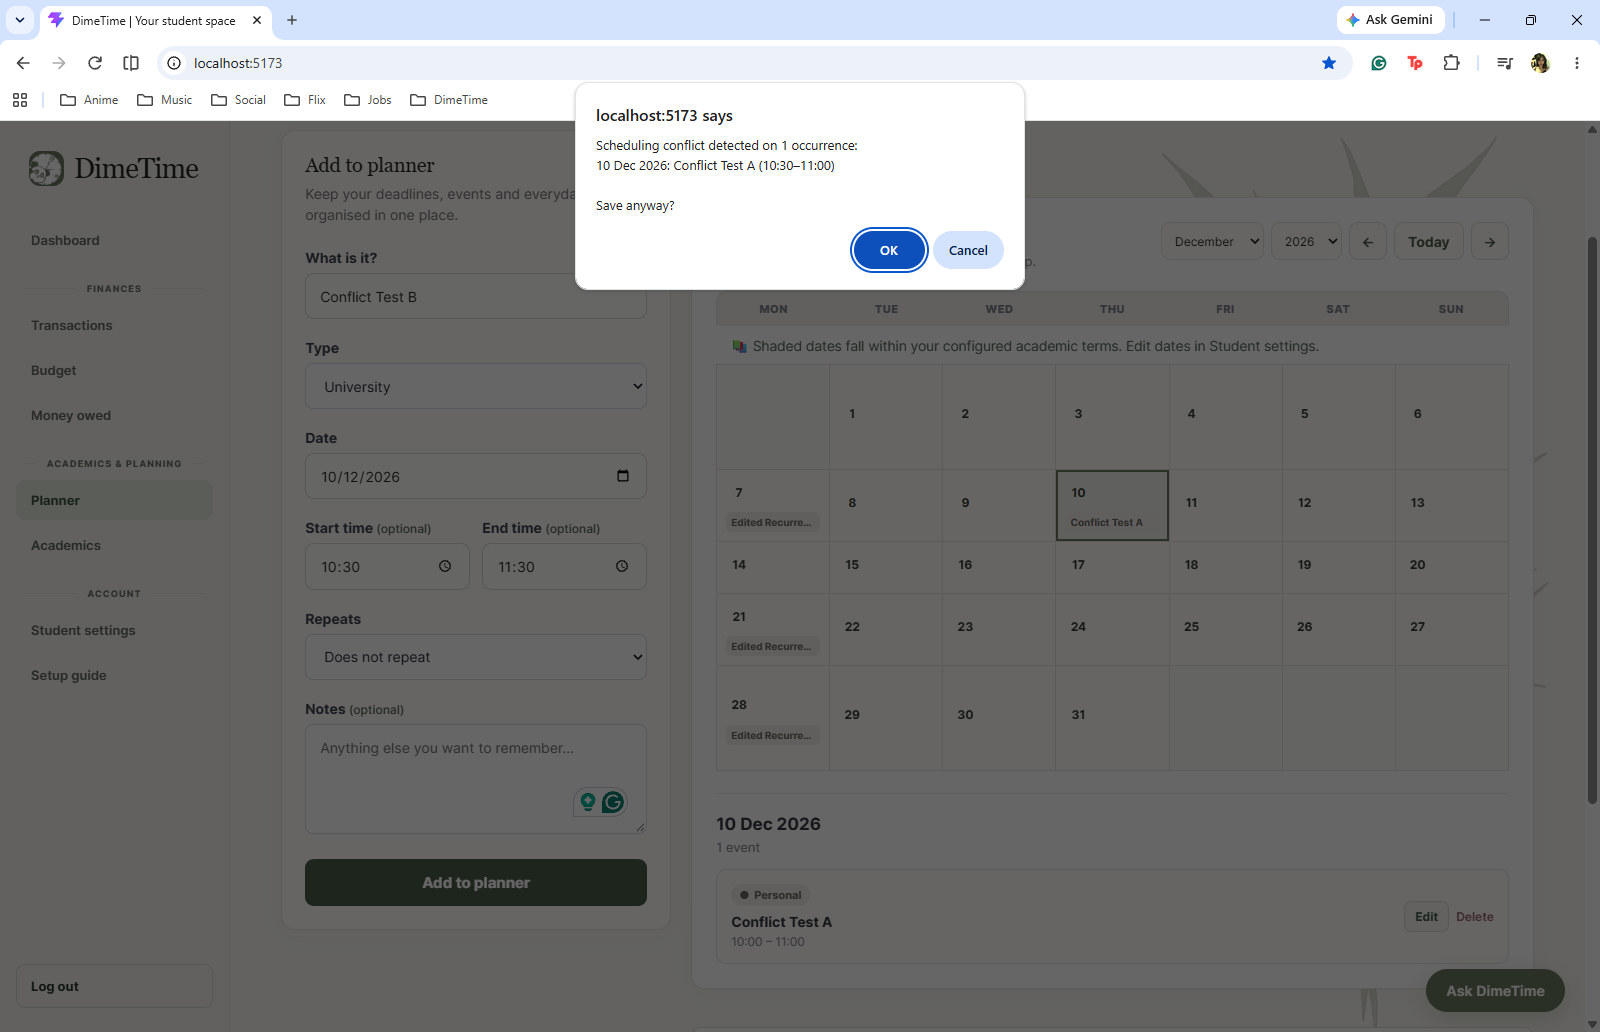 DimeTime | Your student space
Ask Gemini
localhost:5173
Anime
Music
Social
Flix
Jobs
DimeTime
localhost:5173 says
Scheduling conflict detected on 1 occurrence:
10 Dec 2026: Conflict Test A (10:30–11:00)
Save anyway?
OK
Cancel
DimeTime
Dashboard
FINANCES
Transactions
Budget
Money owed
ACADEMICS & PLANNING
Planner
Academics
ACCOUNT
Student settings
Setup guide
Log out
Add to planner
Keep your deadlines, events and everyda
organised in one place.
What is it?
Conflict Test B
Type
University
Date
10/12/2026
Start time (optional)
End time (optional)
10:30
11:30
Repeats
Does not repeat
Notes (optional)
Anything else you want to remember...
Add to planner
p.
December
2026
Today
MON TUE WED THU FRI SAT SUN
Shaded dates fall within your configured academic terms. Edit dates in Student settings.
1 2 3 4 5 6
7 8 9 10 11 12 13
Edited Recurre...
Conflict Test A
14 15 16 17 18 19 20
21 22 23 24 25 26 27
Edited Recurre...
28 29 30 31
Edited Recurre...
10 Dec 2026
1 event
Personal
Conflict Test A
10:00 – 11:00
Edit
Delete
Ask DimeTime